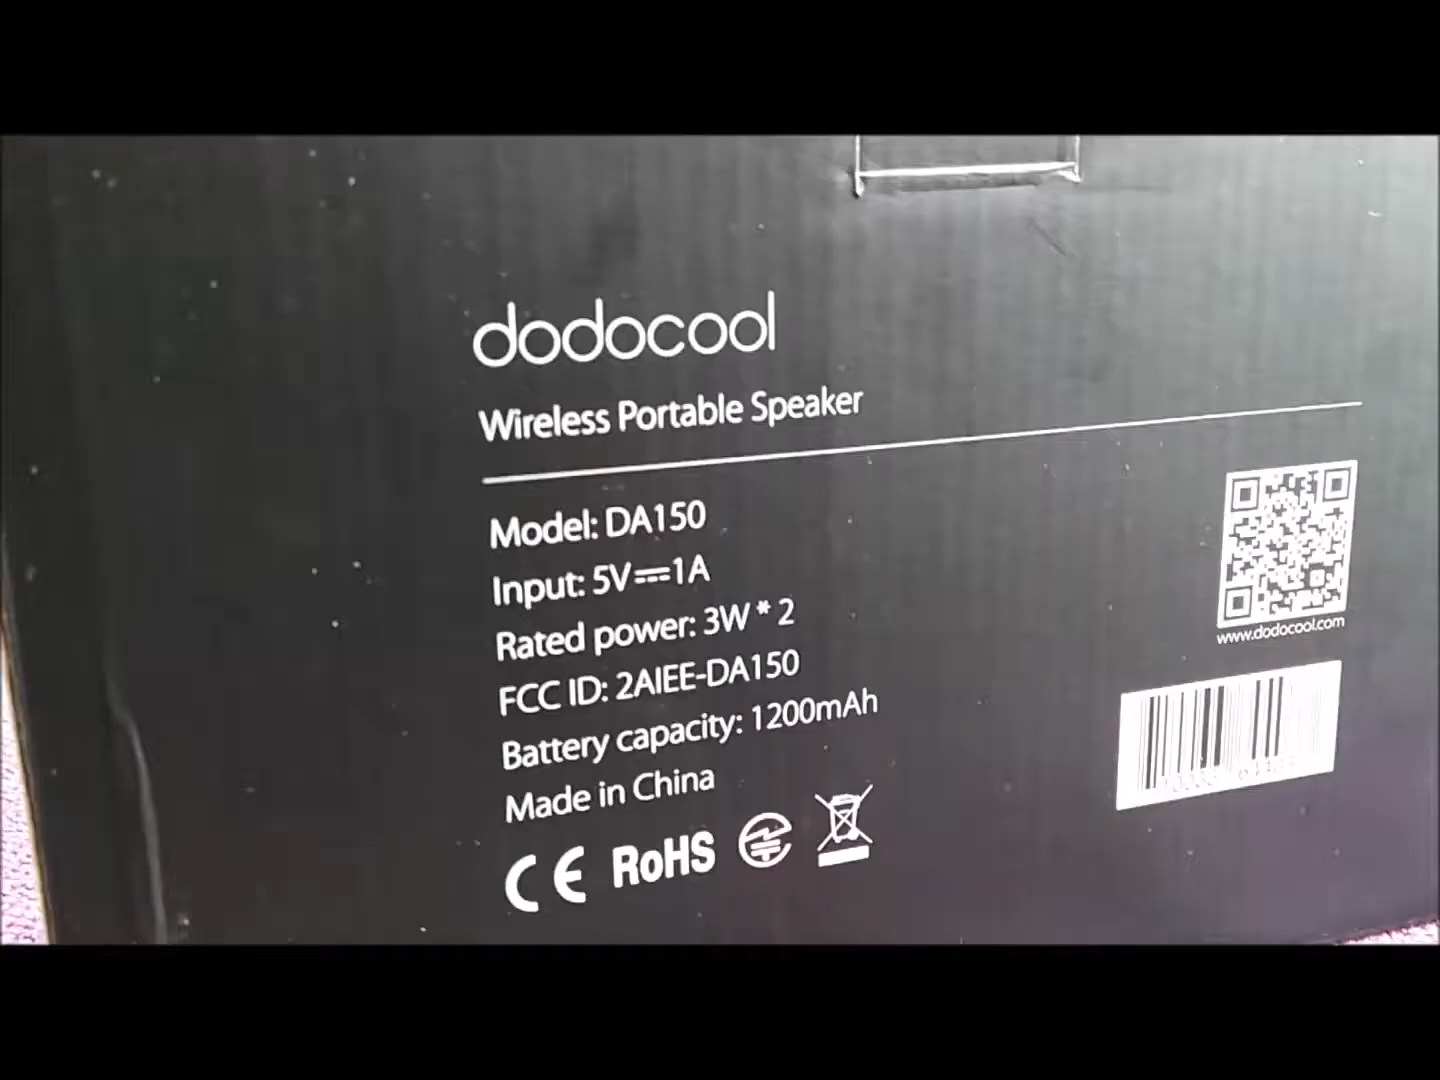 dodocool
Wireless Portable Speaker
Model: DA150
Input: 5V⎓1A
Rated power: 3W * 2
FCC ID: 2AIEE-DA150
Battery capacity: 1200mAh
Made in China
CE RoHS
www.dodocool.com